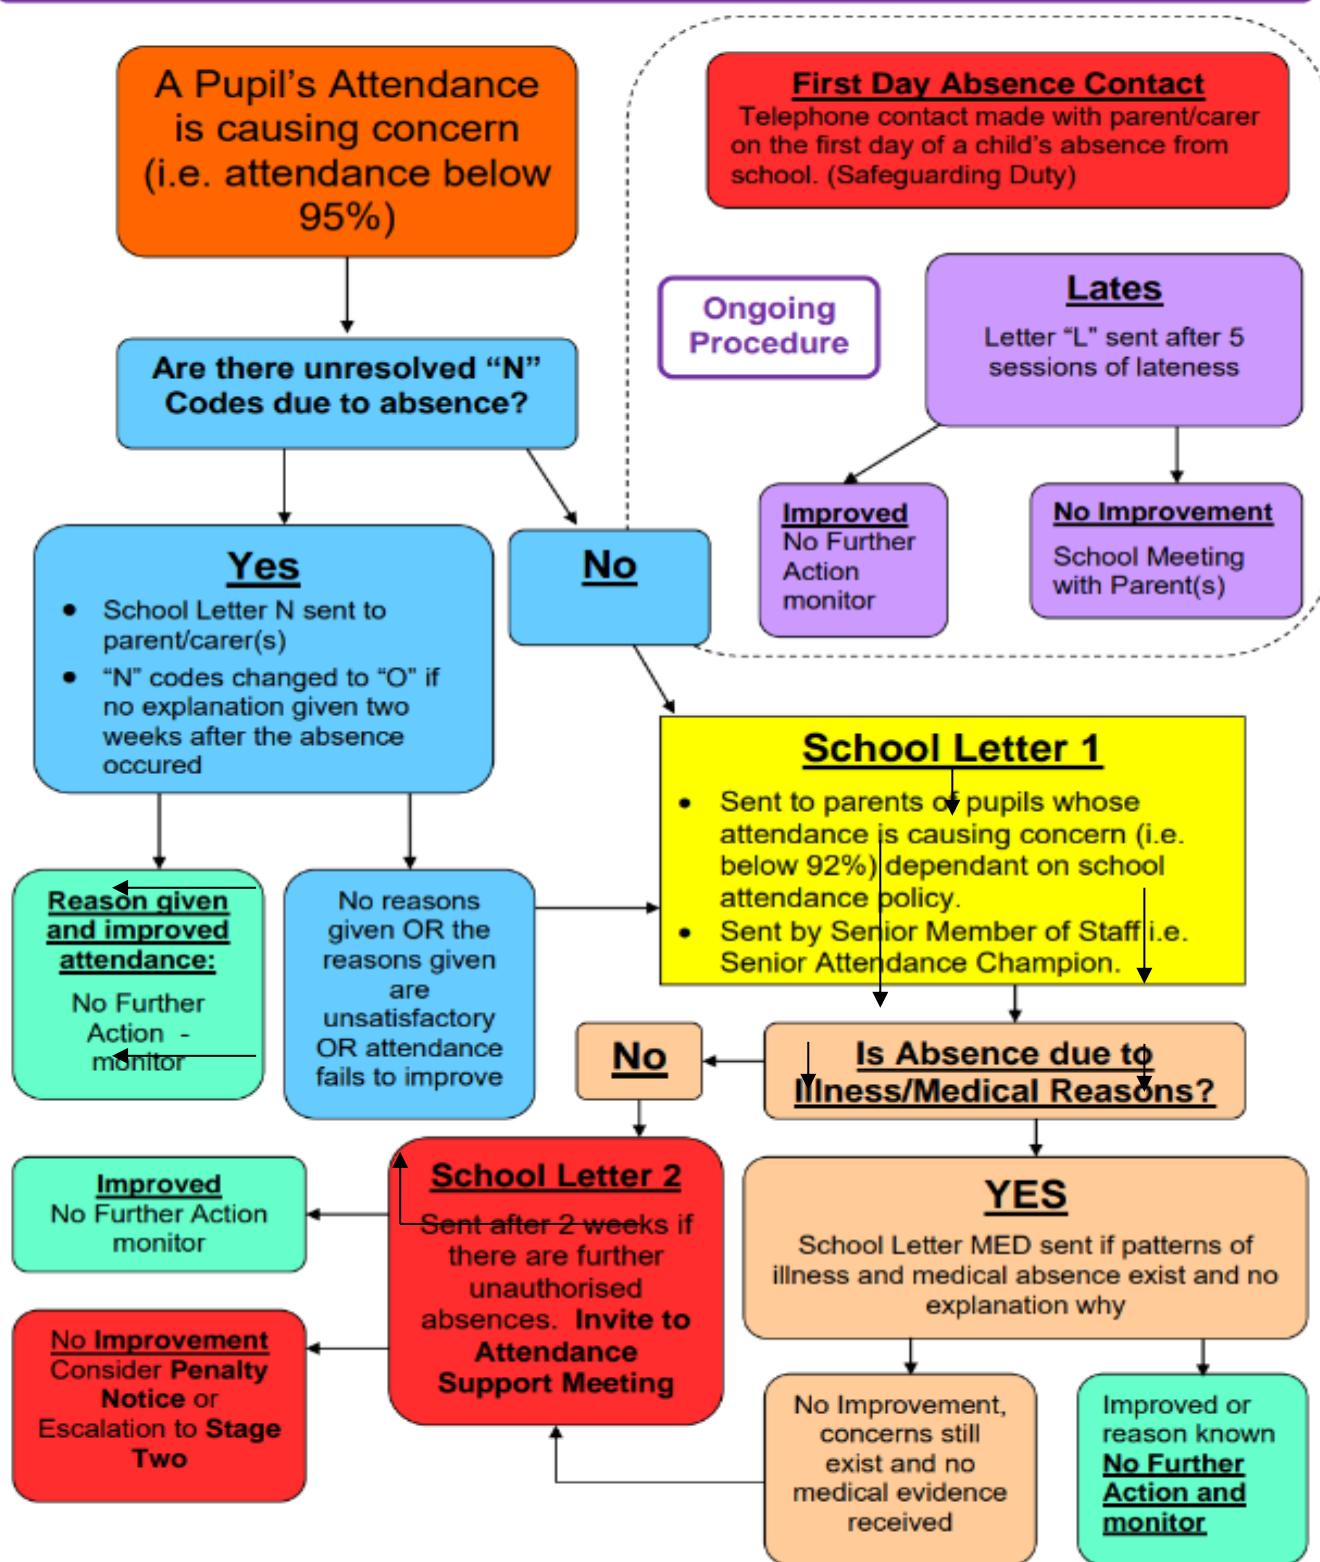 A Pupil’s Attendance
is causing concern
(i.e. attendance below
95%)
First Day Absence Contact
Telephone contact made with parent/carer
on the first day of a child’s absence from
school. (Safeguarding Duty)
Ongoing
Procedure
Lates
Letter “L” sent after 5
sessions of lateness
Are there unresolved “N”
Codes due to absence?
Improved
No Further
Action
monitor
No Improvement
School Meeting
with Parent(s)
Yes
• School Letter N sent to
parent/carer(s)
• “N” codes changed to “O” if
no explanation given two
weeks after the absence
occured
No
School Letter 1
• Sent to parents of pupils whose
attendance is causing concern (i.e.
below 92%) dependant on school
attendance policy.
• Sent by Senior Member of Staff i.e.
Senior Attendance Champion.
Reason given
and improved
attendance:
No Further
Action -
monitor
No reasons
given OR the
reasons given
are
unsatisfactory
OR attendance
fails to improve
No
Is Absence due to
Illness/Medical Reasons?
Improved
No Further Action
monitor
School Letter 2
Sent after 2 weeks if
there are further
unauthorised
absences. Invite to
Attendance
Support Meeting
YES
School Letter MED sent if patterns of
illness and medical absence exist and no
explanation why
No Improvement
Consider Penalty
Notice or
Escalation to Stage
Two
No Improvement,
concerns still
exist and no
medical evidence
received
Improved or
reason known
No Further
Action and
monitor